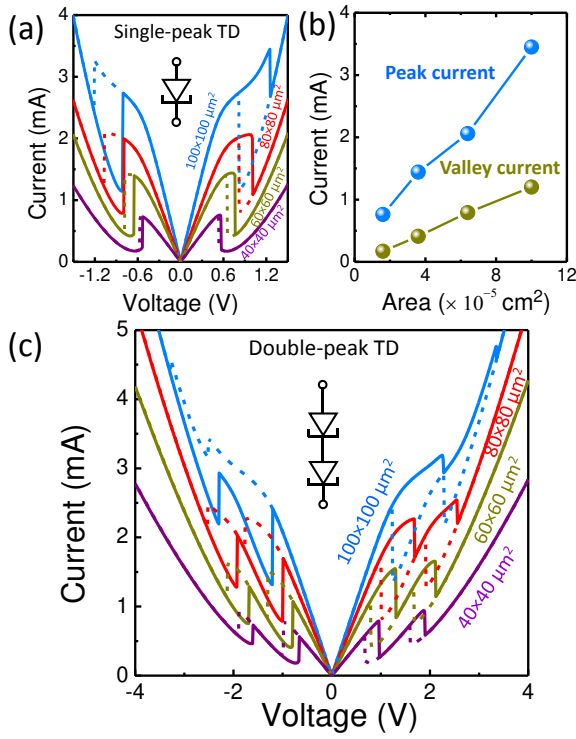 (a)
Single-peak TD
Current (mA)
4
3
2
1
0
100×100 μm²
80×80 μm²
60×60 μm²
40×40 μm²
-1.2 -0.6 0.0 0.6 1.2
Voltage (V)
(b)
Peak current
Valley current
Current (mA)
4
3
2
1
0
0 2 4 6 8 10
Area (× 10⁻⁵ cm²)
(c)
Double-peak TD
Current (mA)
5
4
3
2
1
0
100×100 μm²
80×80 μm²
60×60 μm²
40×40 μm²
-4 -2 0 2 4
Voltage (V)